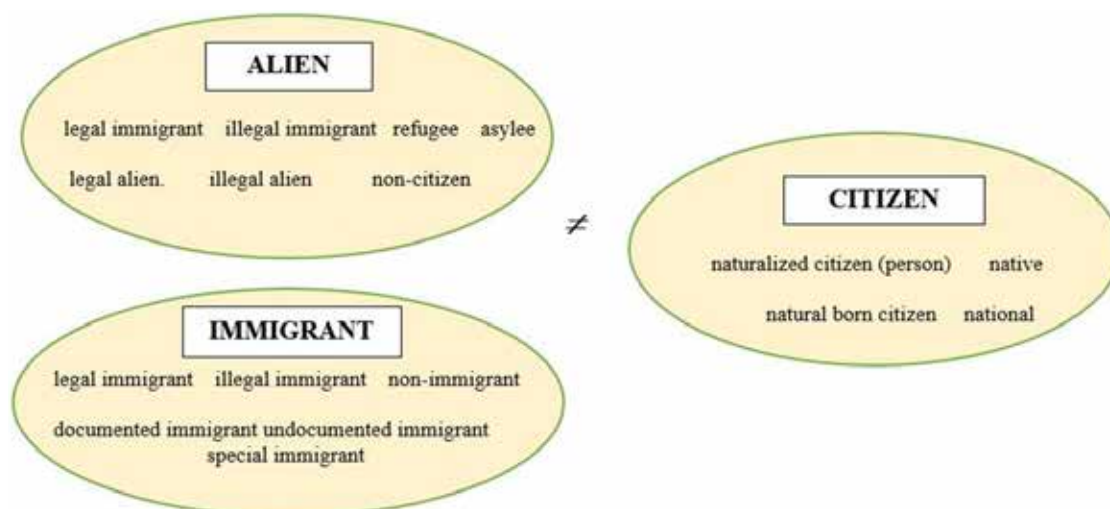 ALIEN
legal immigrant illegal immigrant refugee asylee
legal alien. illegal alien non-citizen
≠
CITIZEN
naturalized citizen (person) native
natural born citizen national
IMMIGRANT
legal immigrant illegal immigrant non-immigrant
documented immigrant undocumented immigrant
special immigrant